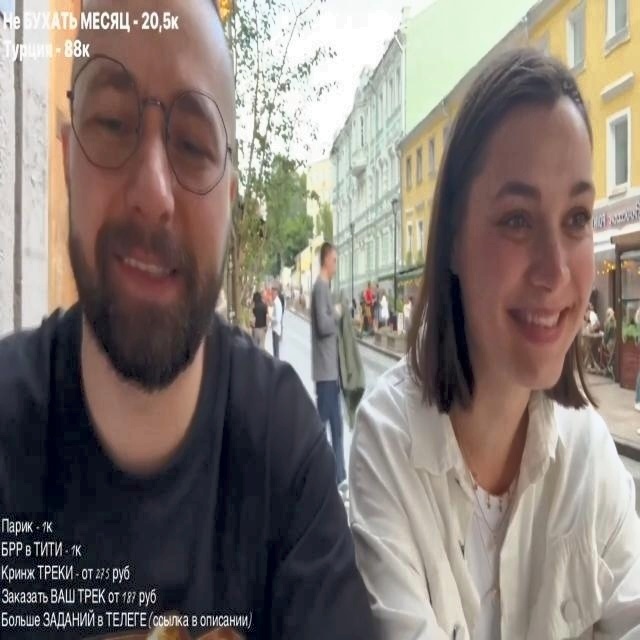 Не БУХАТЬ МЕСЯЦ - 20,5к
Турция - 88к
Парик - 1к
БРР в ТИТИ - 1к
Кринж ТРЕКИ - от 275 руб
Заказать ВАШ ТРЕК от 187 руб
Больше ЗАДАНИЙ в ТЕЛЕГЕ (ссылка в описании)